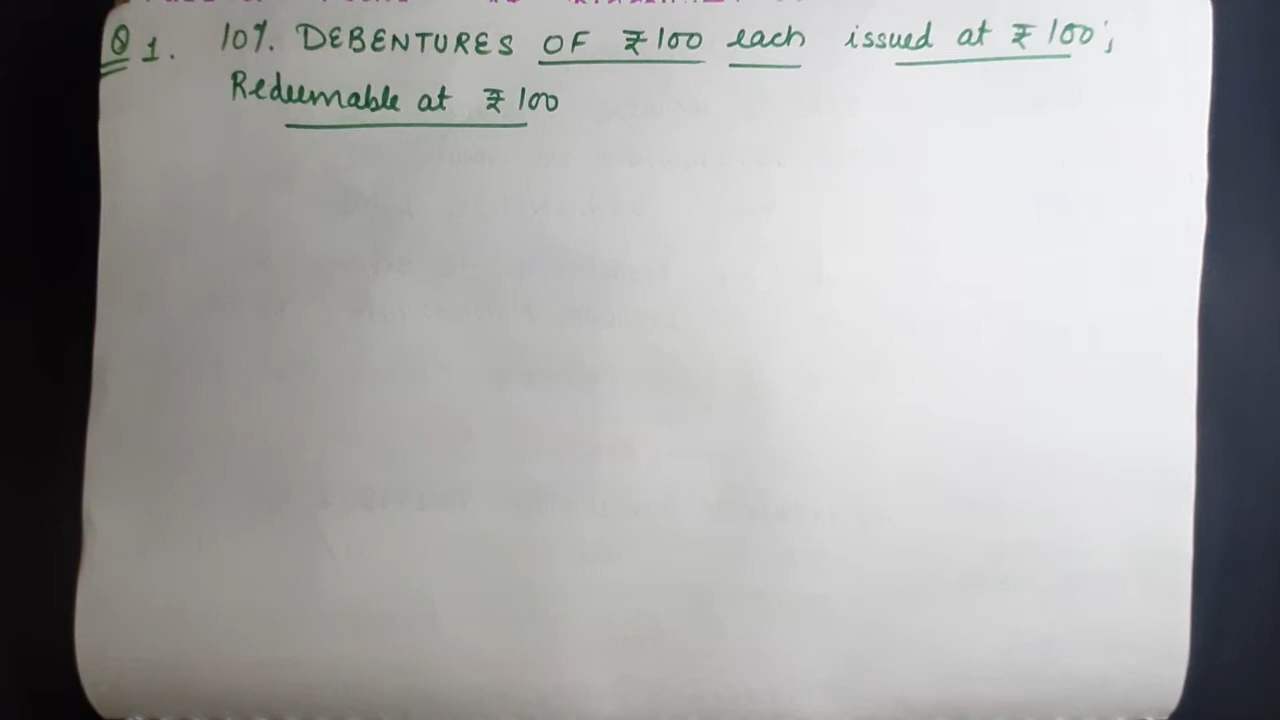 Q 1. 10%. DEBENTURES OF ₹100 each issued at ₹100;
Redeemable at ₹100